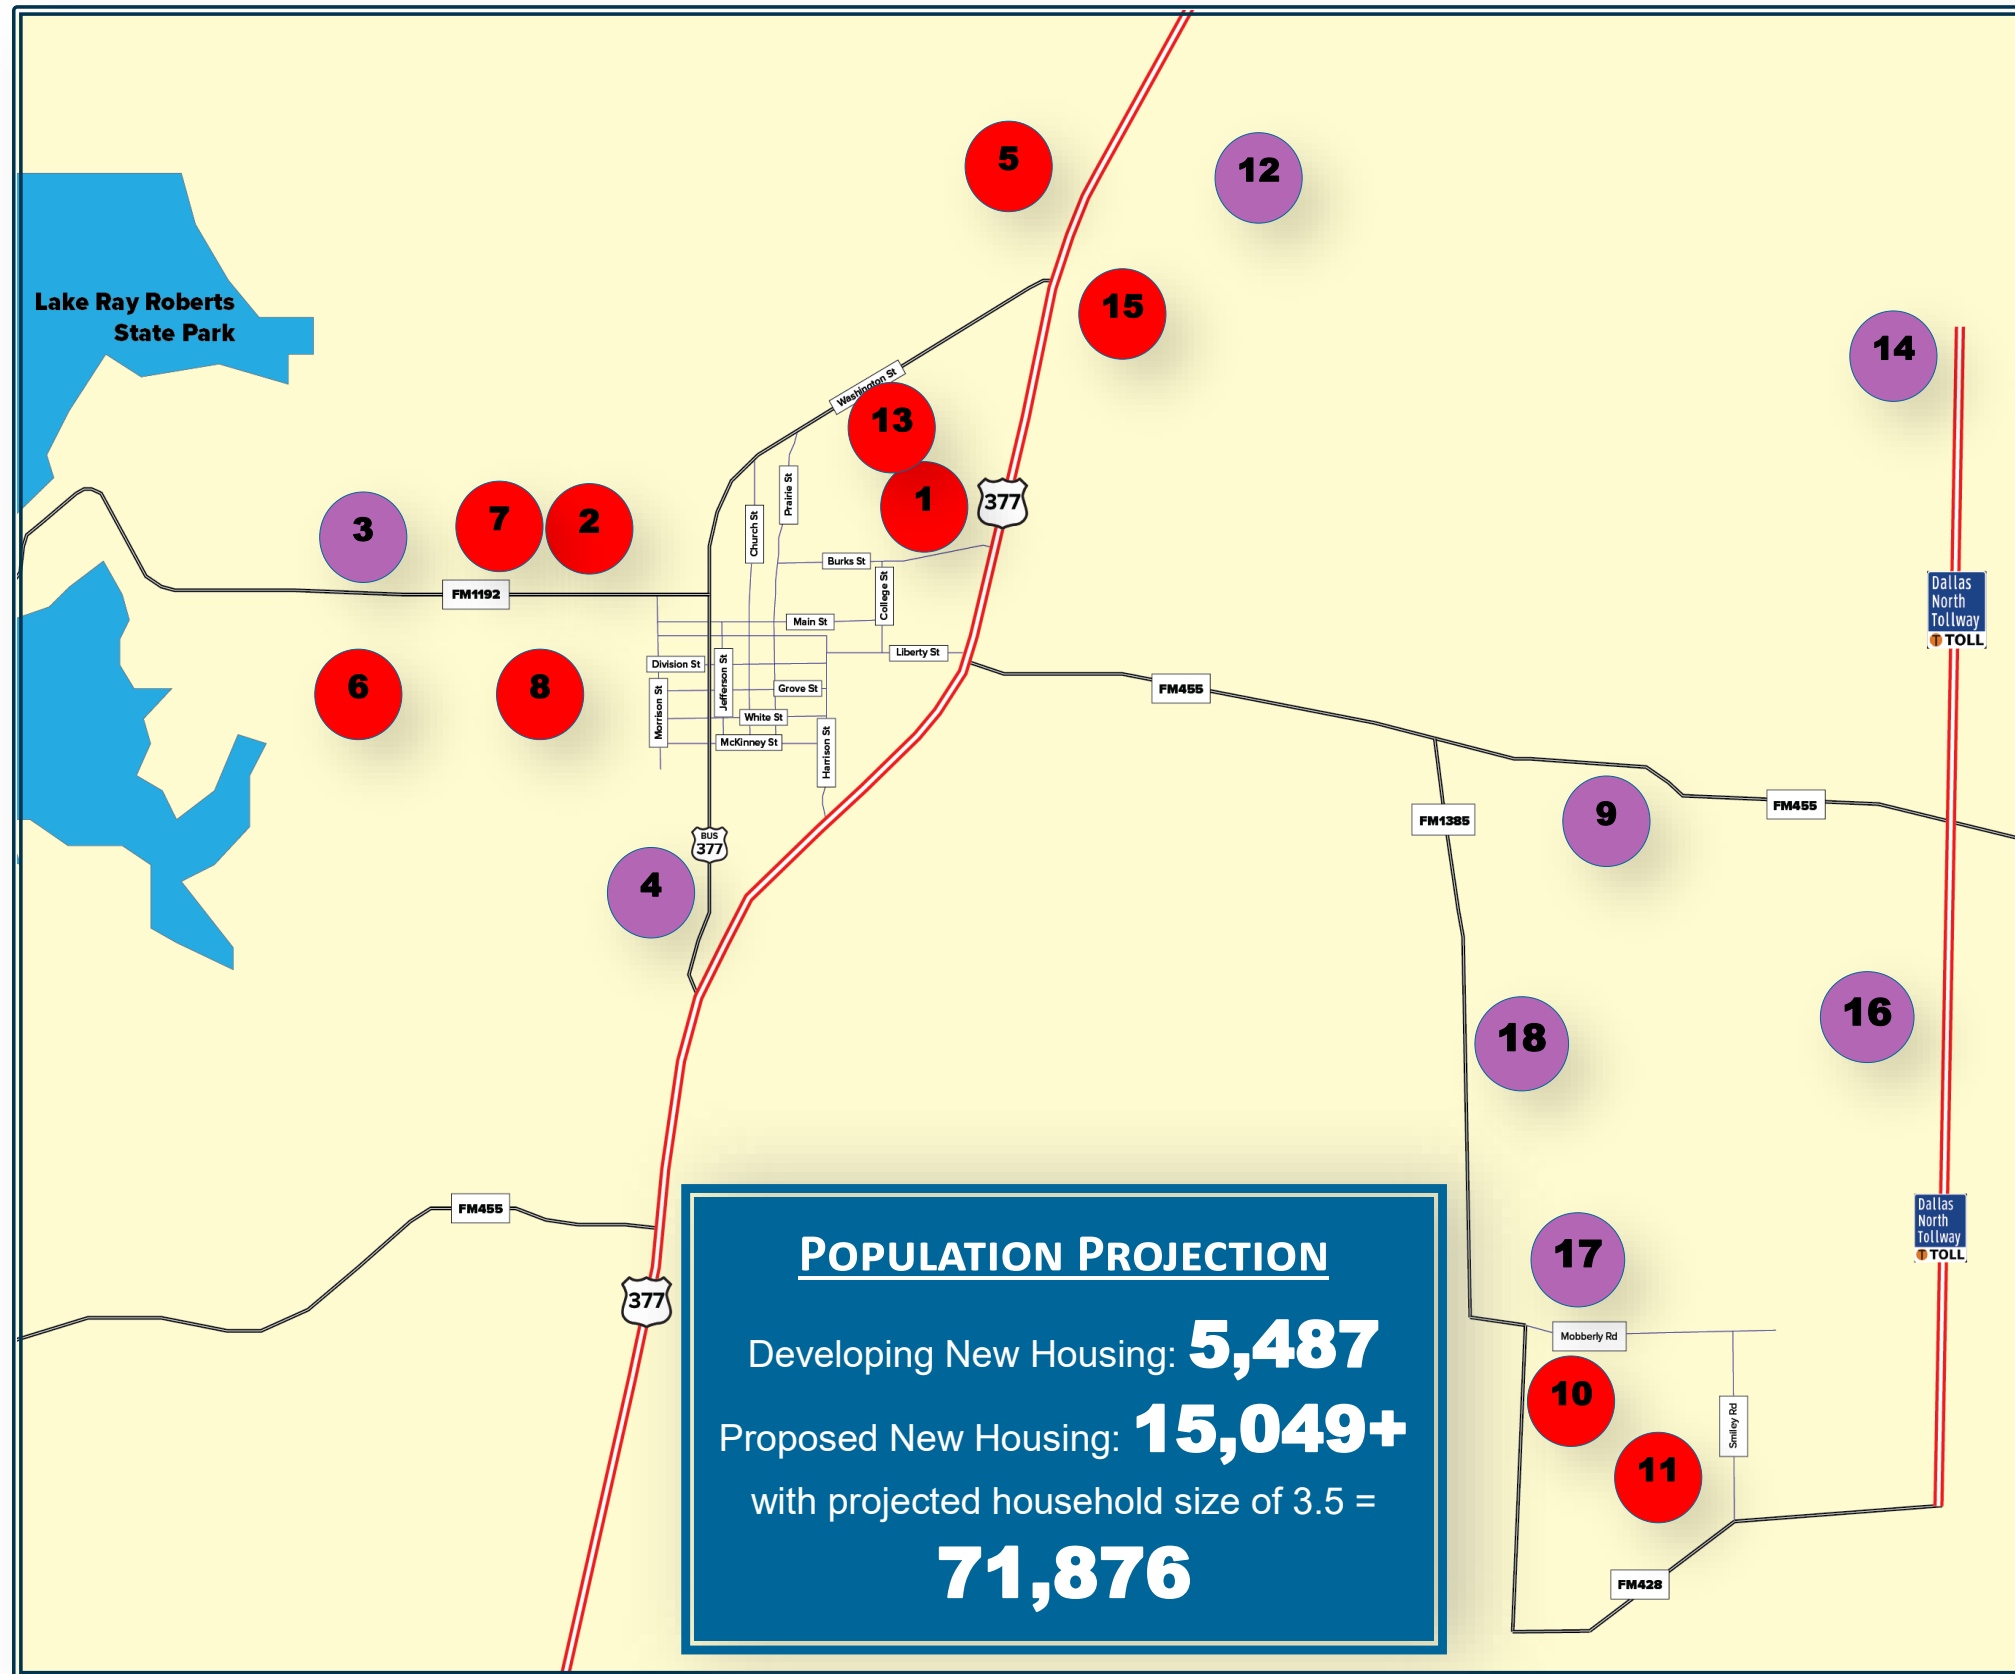 5
12
Lake Ray Roberts
State Park
15
14
Washington St
13
Prairie St
1
377
Church St
3
7
2
Burks St
College St
FM1192
Dallas
North
Tollway
T TOLL
Main St
Liberty St
Division St
Jefferson St
6
8
Grove St
FM455
Morrison St
White St
McKinney St
Harrison St
FM455
9
FM1385
BUS
377
4
16
18
FM455
Dallas
North
Tollway
T TOLL
17
377
POPULATION PROJECTION
Developing New Housing: 5,487
Proposed New Housing: 15,049+
with projected household size of 3.5 =
71,876
Mobberly Rd
10
Smiley Rd
11
FM428